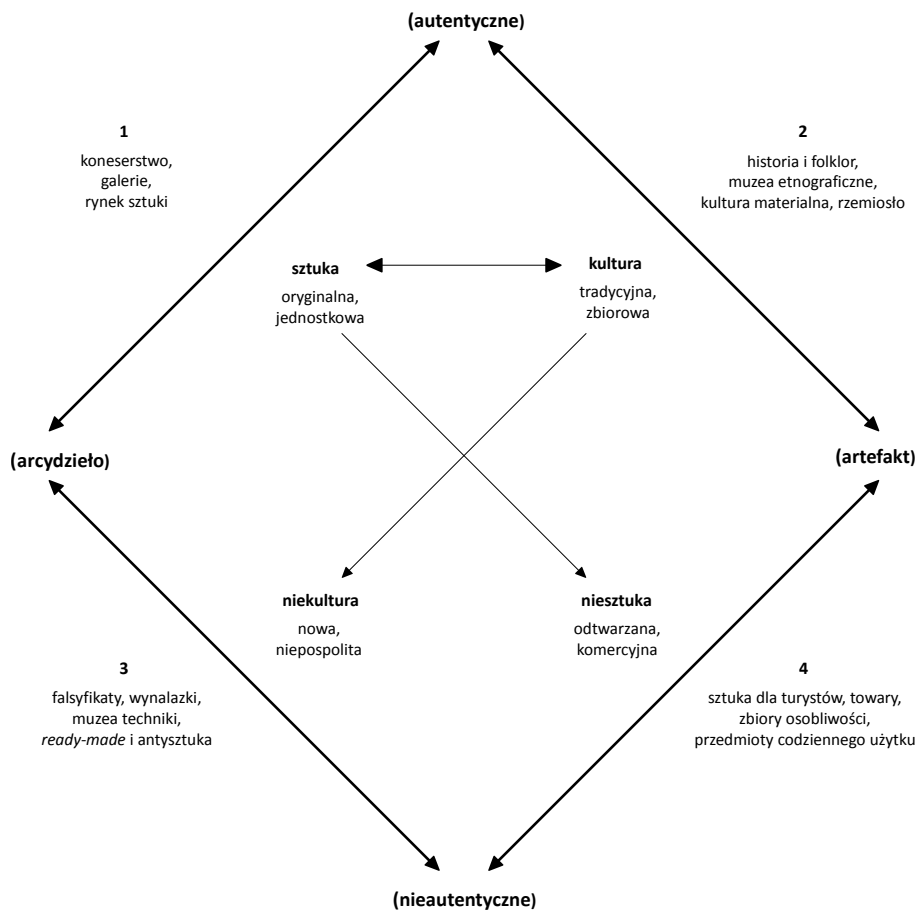 (autentyczne)
1
koneserstwo,
galerie,
rynek sztuki
2
historia i folklor,
muzea etnograficzne,
kultura materialna, rzemiosło
sztuka
oryginalna,
jednostkowa
kultura
tradycyjna,
zbiorowa
(arcydzieło)
(artefakt)
niekultura
nowa,
niepospolita
niesztuka
odtwarzana,
komercyjna
3
falsyfikaty, wynalazki,
muzea techniki,
ready-made i antysztuka
4
sztuka dla turystów, towary,
zbiory osobliwości,
przedmioty codziennego użytku
(nieautentyczne)